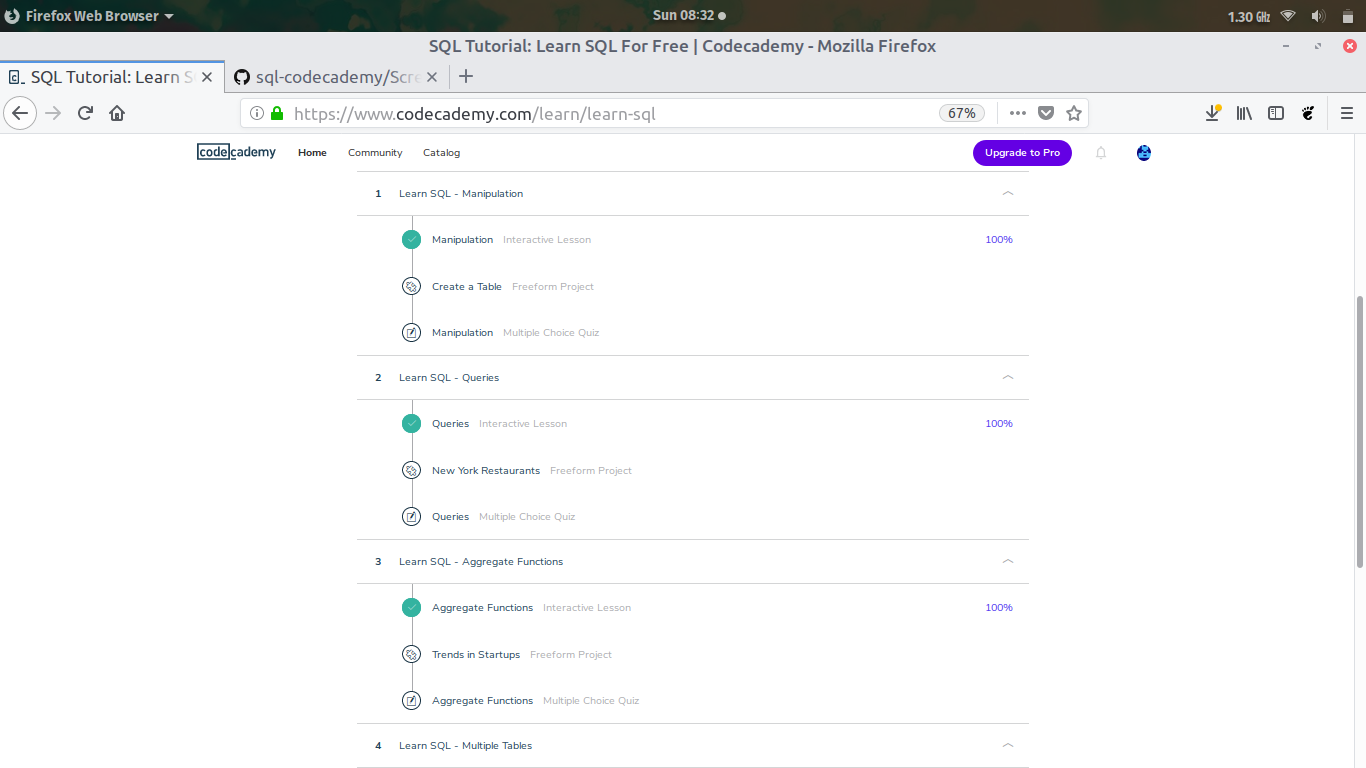 Firefox Web Browser Sun 08:32 1.30 GHz
SQL Tutorial: Learn SQL For Free | Codecademy - Mozilla Firefox
SQL Tutorial: Learn S sql-codecademy/Scre
https://www.codecademy.com/learn/learn-sql 67%
codecademy Home Community Catalog Upgrade to Pro
1 Learn SQL - Manipulation
Manipulation Interactive Lesson 100%
Create a Table Freeform Project
Manipulation Multiple Choice Quiz
2 Learn SQL - Queries
Queries Interactive Lesson 100%
New York Restaurants Freeform Project
Queries Multiple Choice Quiz
3 Learn SQL - Aggregate Functions
Aggregate Functions Interactive Lesson 100%
Trends in Startups Freeform Project
Aggregate Functions Multiple Choice Quiz
4 Learn SQL - Multiple Tables